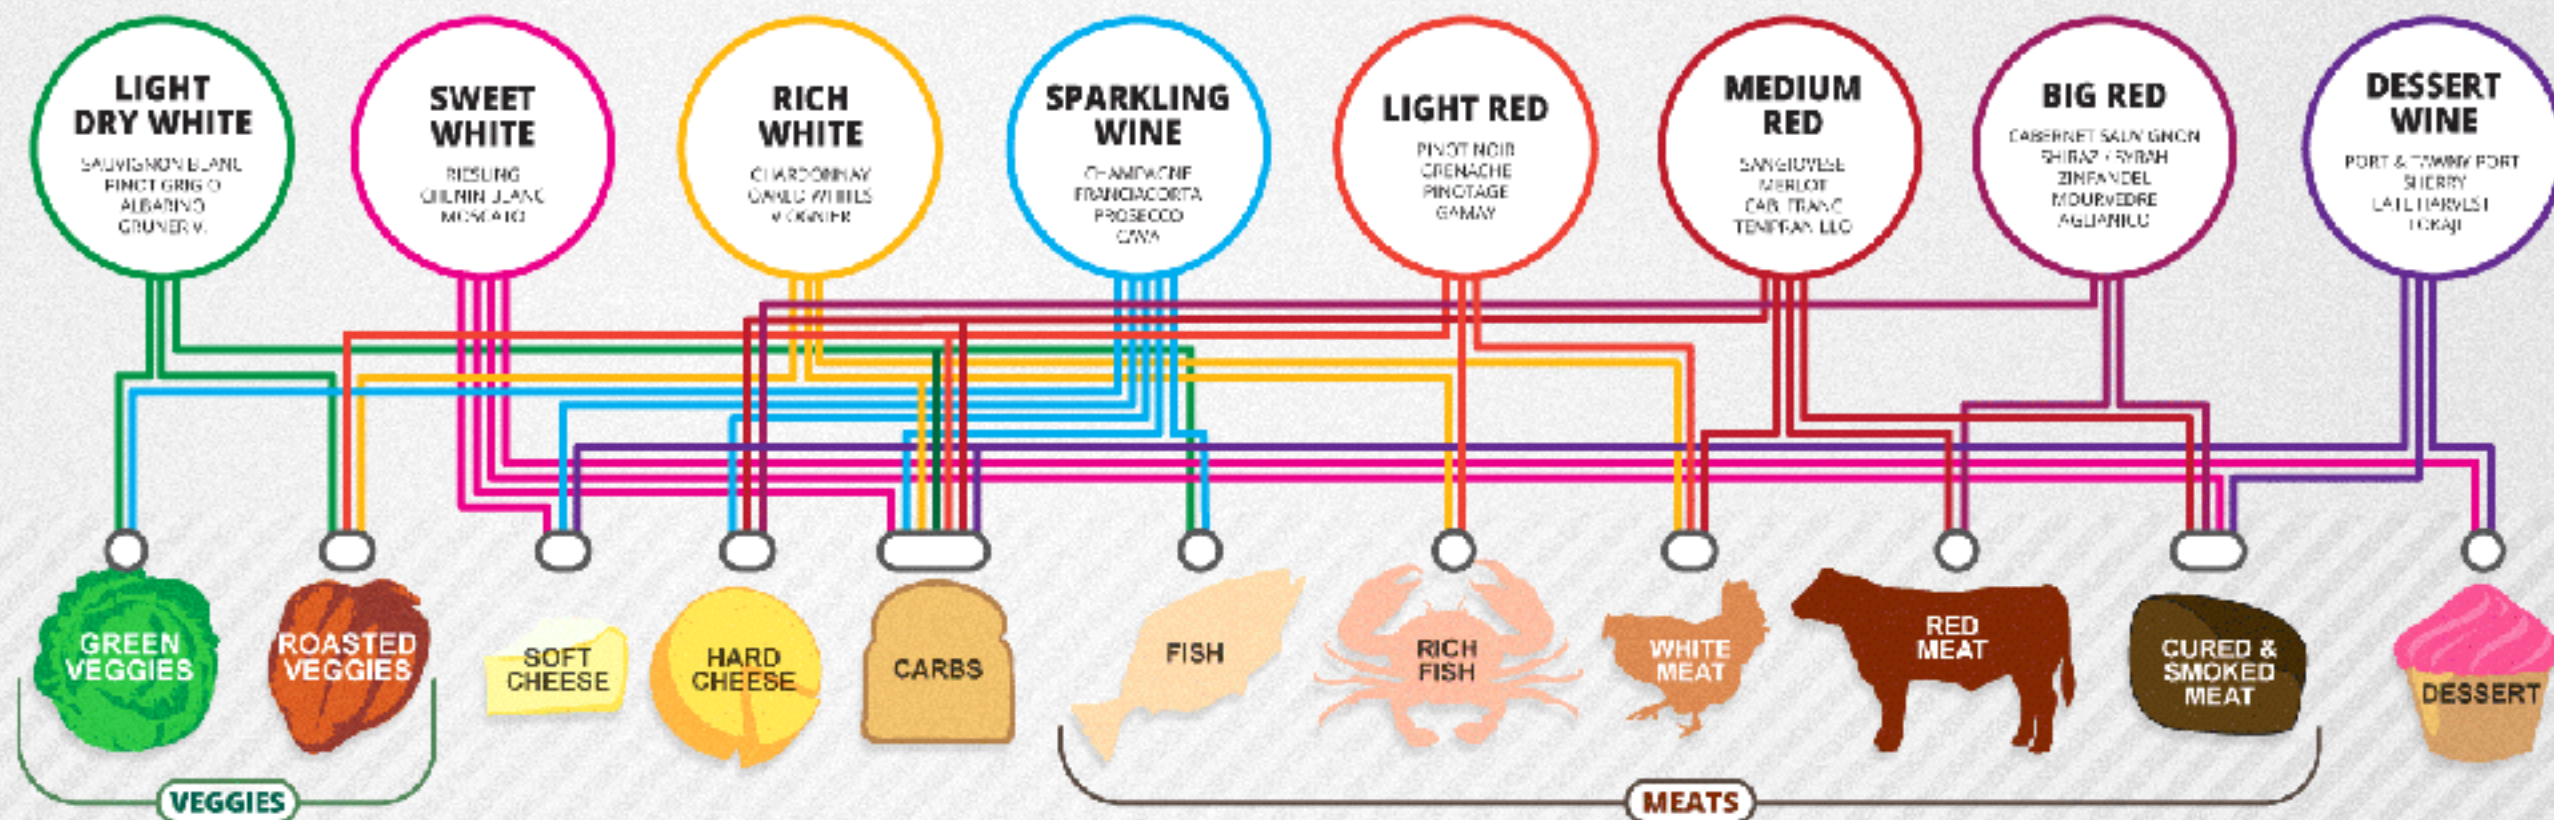 LIGHT
DRY WHITE
SAUVIGNON BLANC
PINOT GRIGIO
ALBARINO
GRUNER V.
SWEET
WHITE
RIESLING
CHENIN BLANC
MOSCATO
RICH
WHITE
CHARDONNAY
OAKED WHITES
VIOGNIER
SPARKLING
WINE
CHAMPAGNE
FRANCIACORTA
PROSECCO
CAVA
LIGHT RED
PINOT NOIR
GRENACHE
PINOTAGE
GAMAY
MEDIUM
RED
SANGIOVESE
MERLOT
CAB. FRANC
TEMPRANILLO
BIG RED
CABERNET SAUVIGNON
SHIRAZ / SYRAH
ZINFANDEL
MOURVEDRE
AGLIANICO
DESSERT
WINE
PORT & TAWNY PORT
SHERRY
LATE HARVEST
TOKAJI
GREEN
VEGGIES
ROASTED
VEGGIES
SOFT
CHEESE
HARD
CHEESE
CARBS
FISH
RICH
FISH
WHITE
MEAT
RED
MEAT
CURED &
SMOKED
MEAT
DESSERT
VEGGIES
MEATS